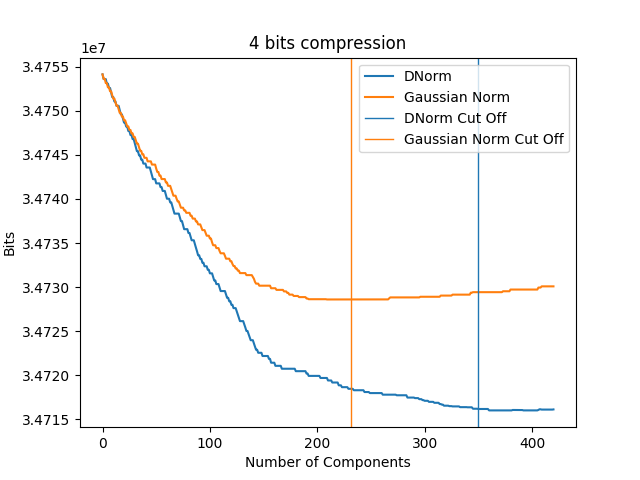 4 bits compression
1e7
3.4755
3.4750
3.4745
3.4740
3.4735
3.4730
3.4725
3.4720
3.4715
Bits
0 100 200 300 400
Number of Components
DNorm
Gaussian Norm
DNorm Cut Off
Gaussian Norm Cut Off